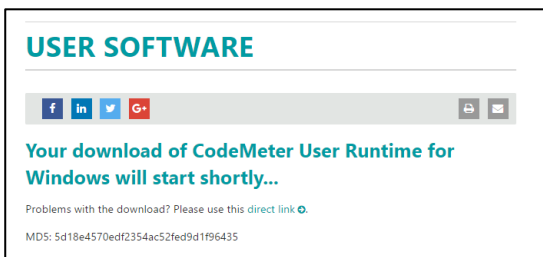 USER SOFTWARE
f in G+
Your download of CodeMeter User Runtime for
Windows will start shortly...
Problems with the download? Please use this direct link.
MD5: 5d18e4570edf2354ac52fed9d1f96435